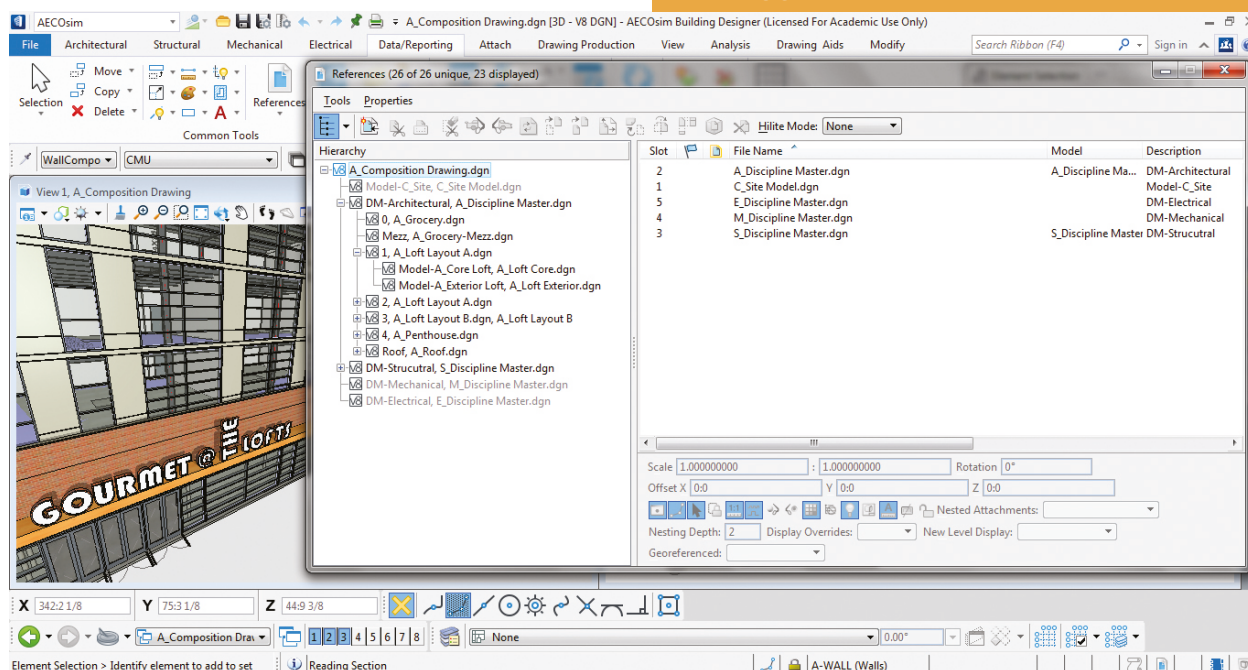 AECOsim
A_Composition Drawing.dgn [3D - V8 DGN] - AECOsim Building Designer (Licensed For Academic Use Only)
File Architectural Structural Mechanical Electrical Data/Reporting Attach Drawing Production View Analysis Drawing Aids Modify Search Ribbon (F4) Sign in
Move
Copy
Delete
Selection
References
Common Tools
WallCompo CMU
View 1, A_Composition Drawing
GOURMET @ THE LOFTS
References (26 of 26 unique, 23 displayed)
Tools Properties
Hilite Mode: None
Hierarchy
A_Composition Drawing.dgn
Model-C_Site, C_Site Model.dgn
DM-Architectural, A_Discipline Master.dgn
0, A_Grocery.dgn
Mezz, A_Grocery-Mezz.dgn
1, A_Loft Layout A.dgn
Model-A_Core Loft, A_Loft Core.dgn
Model-A_Exterior Loft, A_Loft Exterior.dgn
2, A_Loft Layout A.dgn
3, A_Loft Layout B.dgn, A_Loft Layout B
4, A_Penthouse.dgn
Roof, A_Roof.dgn
DM-Strucutral, S_Discipline Master.dgn
DM-Mechanical, M_Discipline Master.dgn
DM-Electrical, E_Discipline Master.dgn
Slot File Name Model Description
2 A_Discipline Master.dgn A_Discipline Ma... DM-Architectural
1 C_Site Model.dgn Model-C_Site
5 E_Discipline Master.dgn DM-Electrical
4 M_Discipline Master.dgn DM-Mechanical
3 S_Discipline Master.dgn S_Discipline Master DM-Strucutral
Scale 1.000000000 : 1.000000000 Rotation 0°
Offset X 0:0 Y 0:0 Z 0:0
Nested Attachments:
Nesting Depth: 2 Display Overrides: New Level Display:
Georeferenced:
X 342:2 1/8 Y 75:3 1/8 Z 44:9 3/8
A_Composition Dra 1 2 3 4 5 6 7 8 None 0.00°
Element Selection > Identify element to add to set Reading Section A-WALL (Walls)